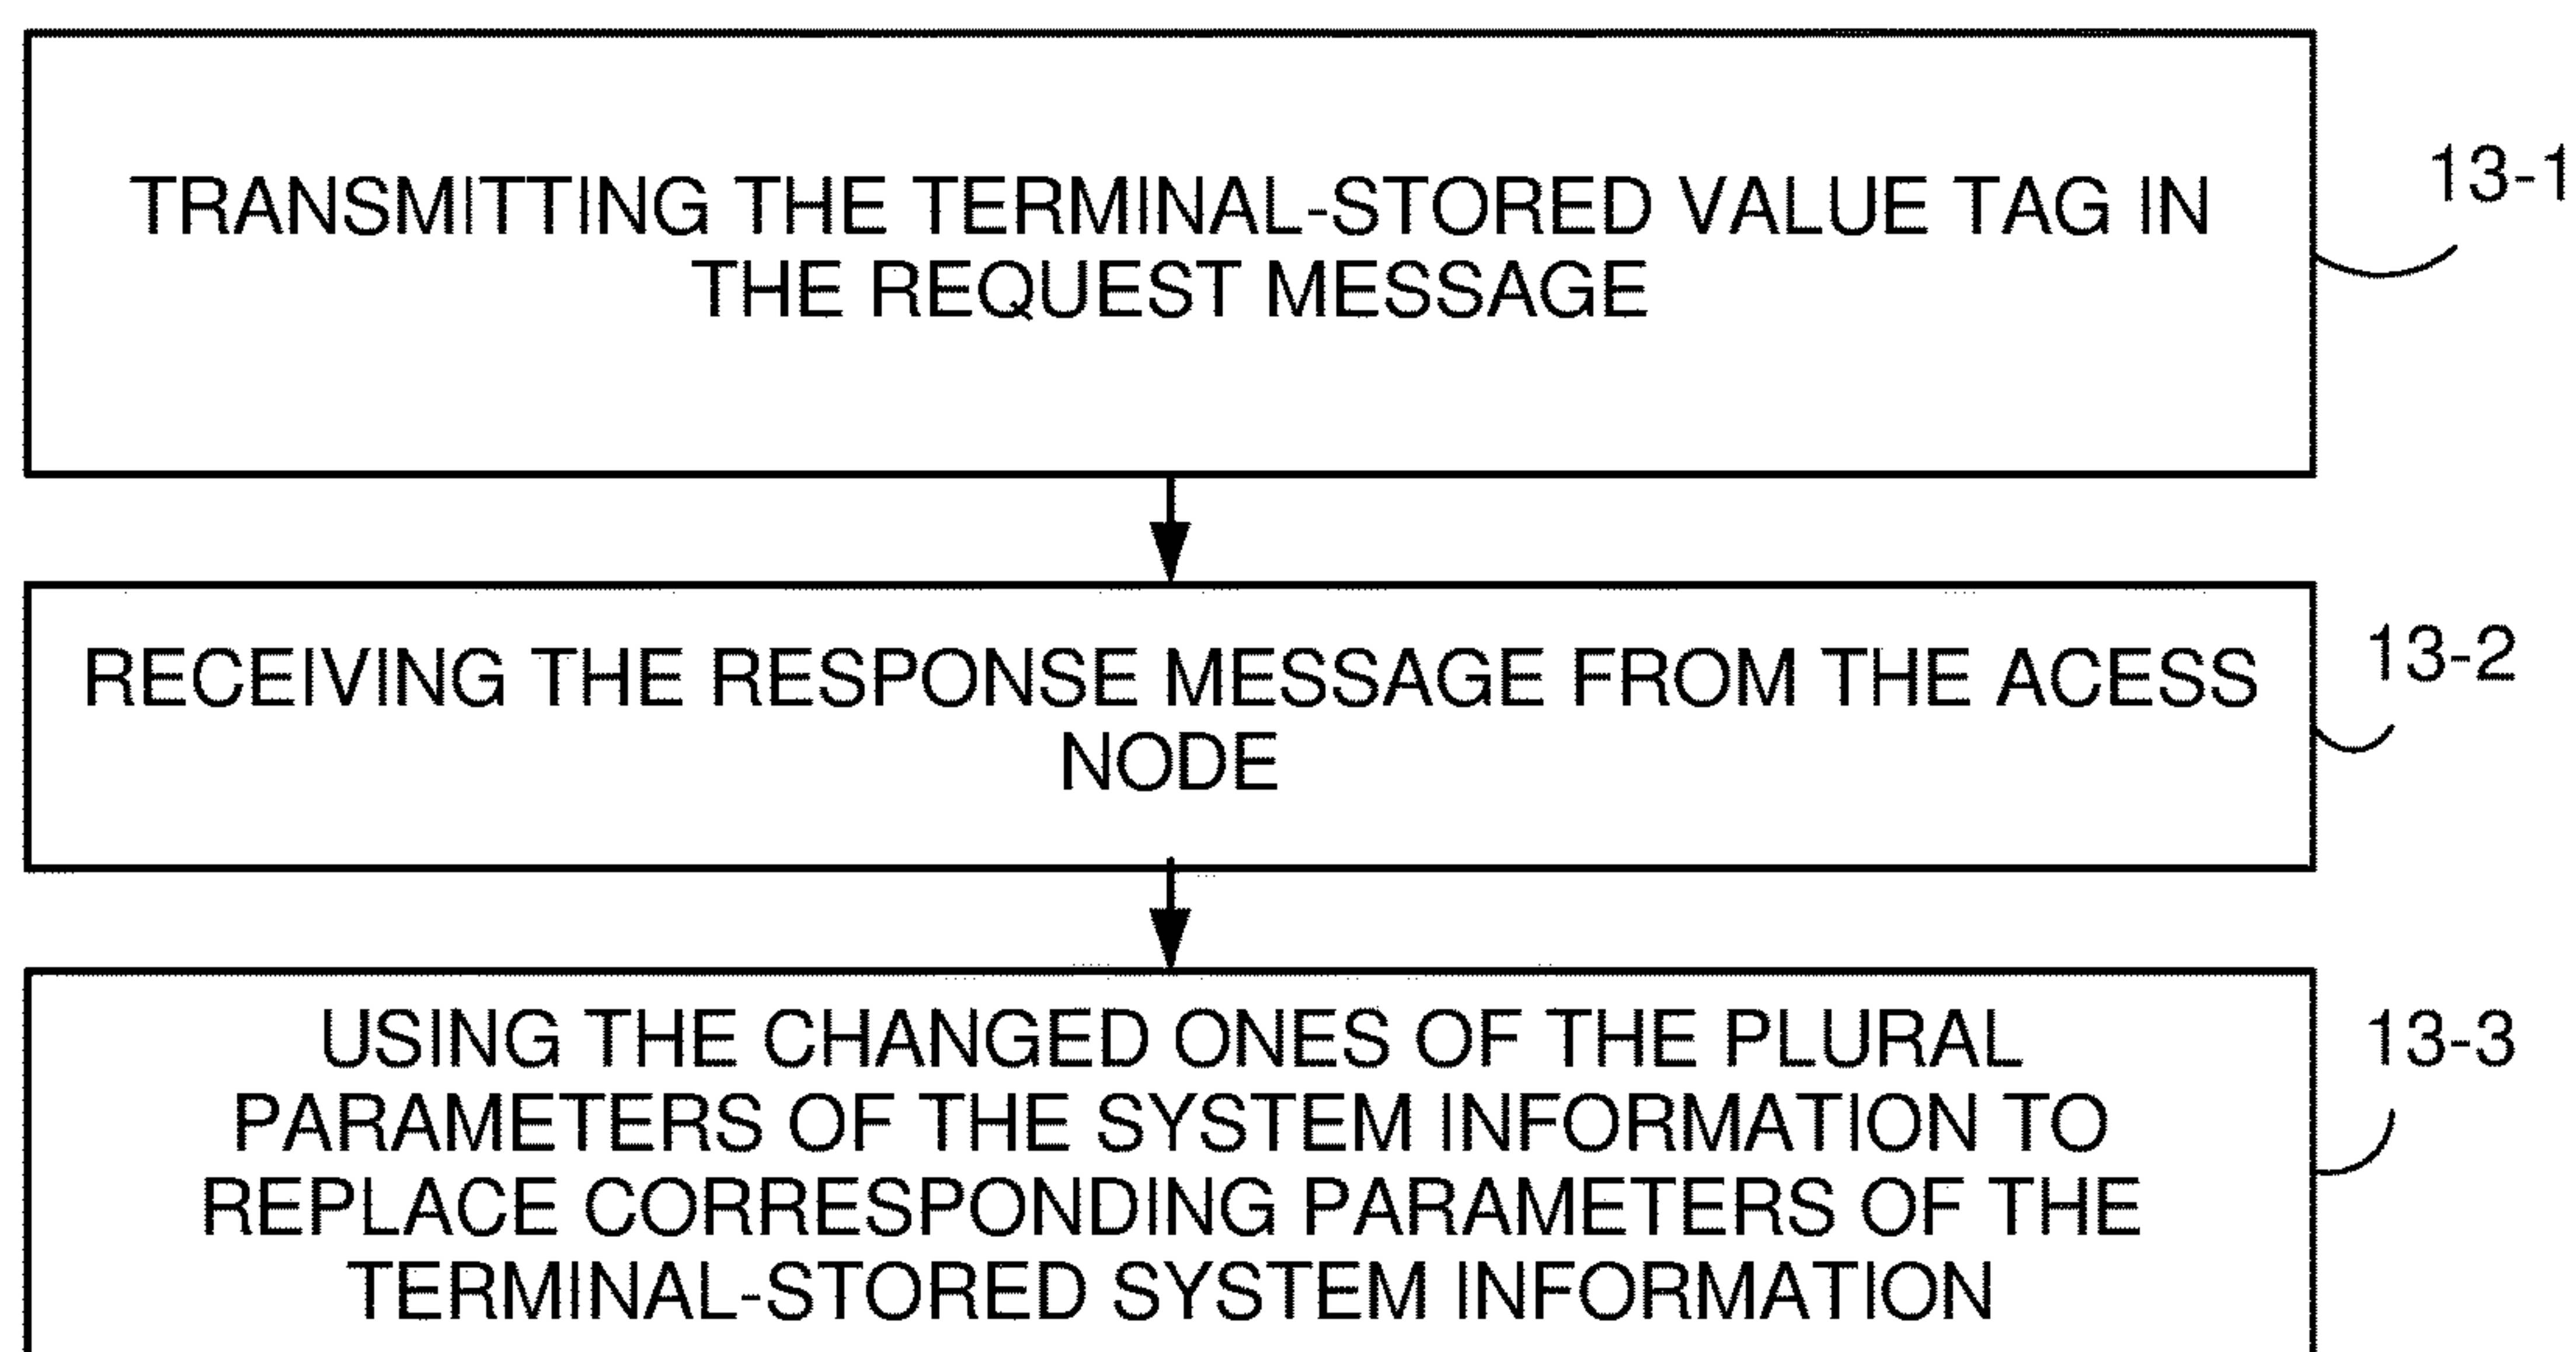 TRANSMITTING THE TERMINAL-STORED VALUE TAG IN
THE REQUEST MESSAGE
13-1
RECEIVING THE RESPONSE MESSAGE FROM THE ACESS
NODE
13-2
USING THE CHANGED ONES OF THE PLURAL
PARAMETERS OF THE SYSTEM INFORMATION TO
REPLACE CORRESPONDING PARAMETERS OF THE
TERMINAL-STORED SYSTEM INFORMATION
13-3